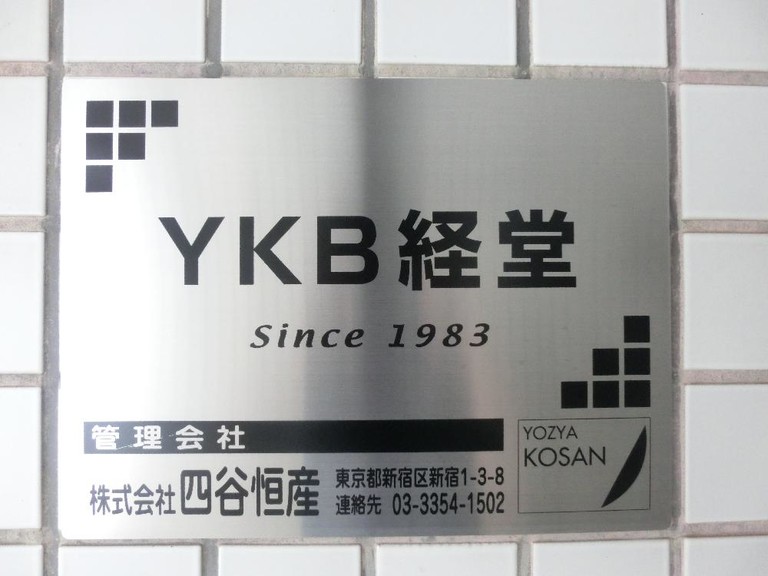 YKB経堂
Since 1983
管理会社
株式会社四谷恒産
東京都新宿区新宿1-3-8
連絡先 03-3354-1502
YOZYA
KOSAN